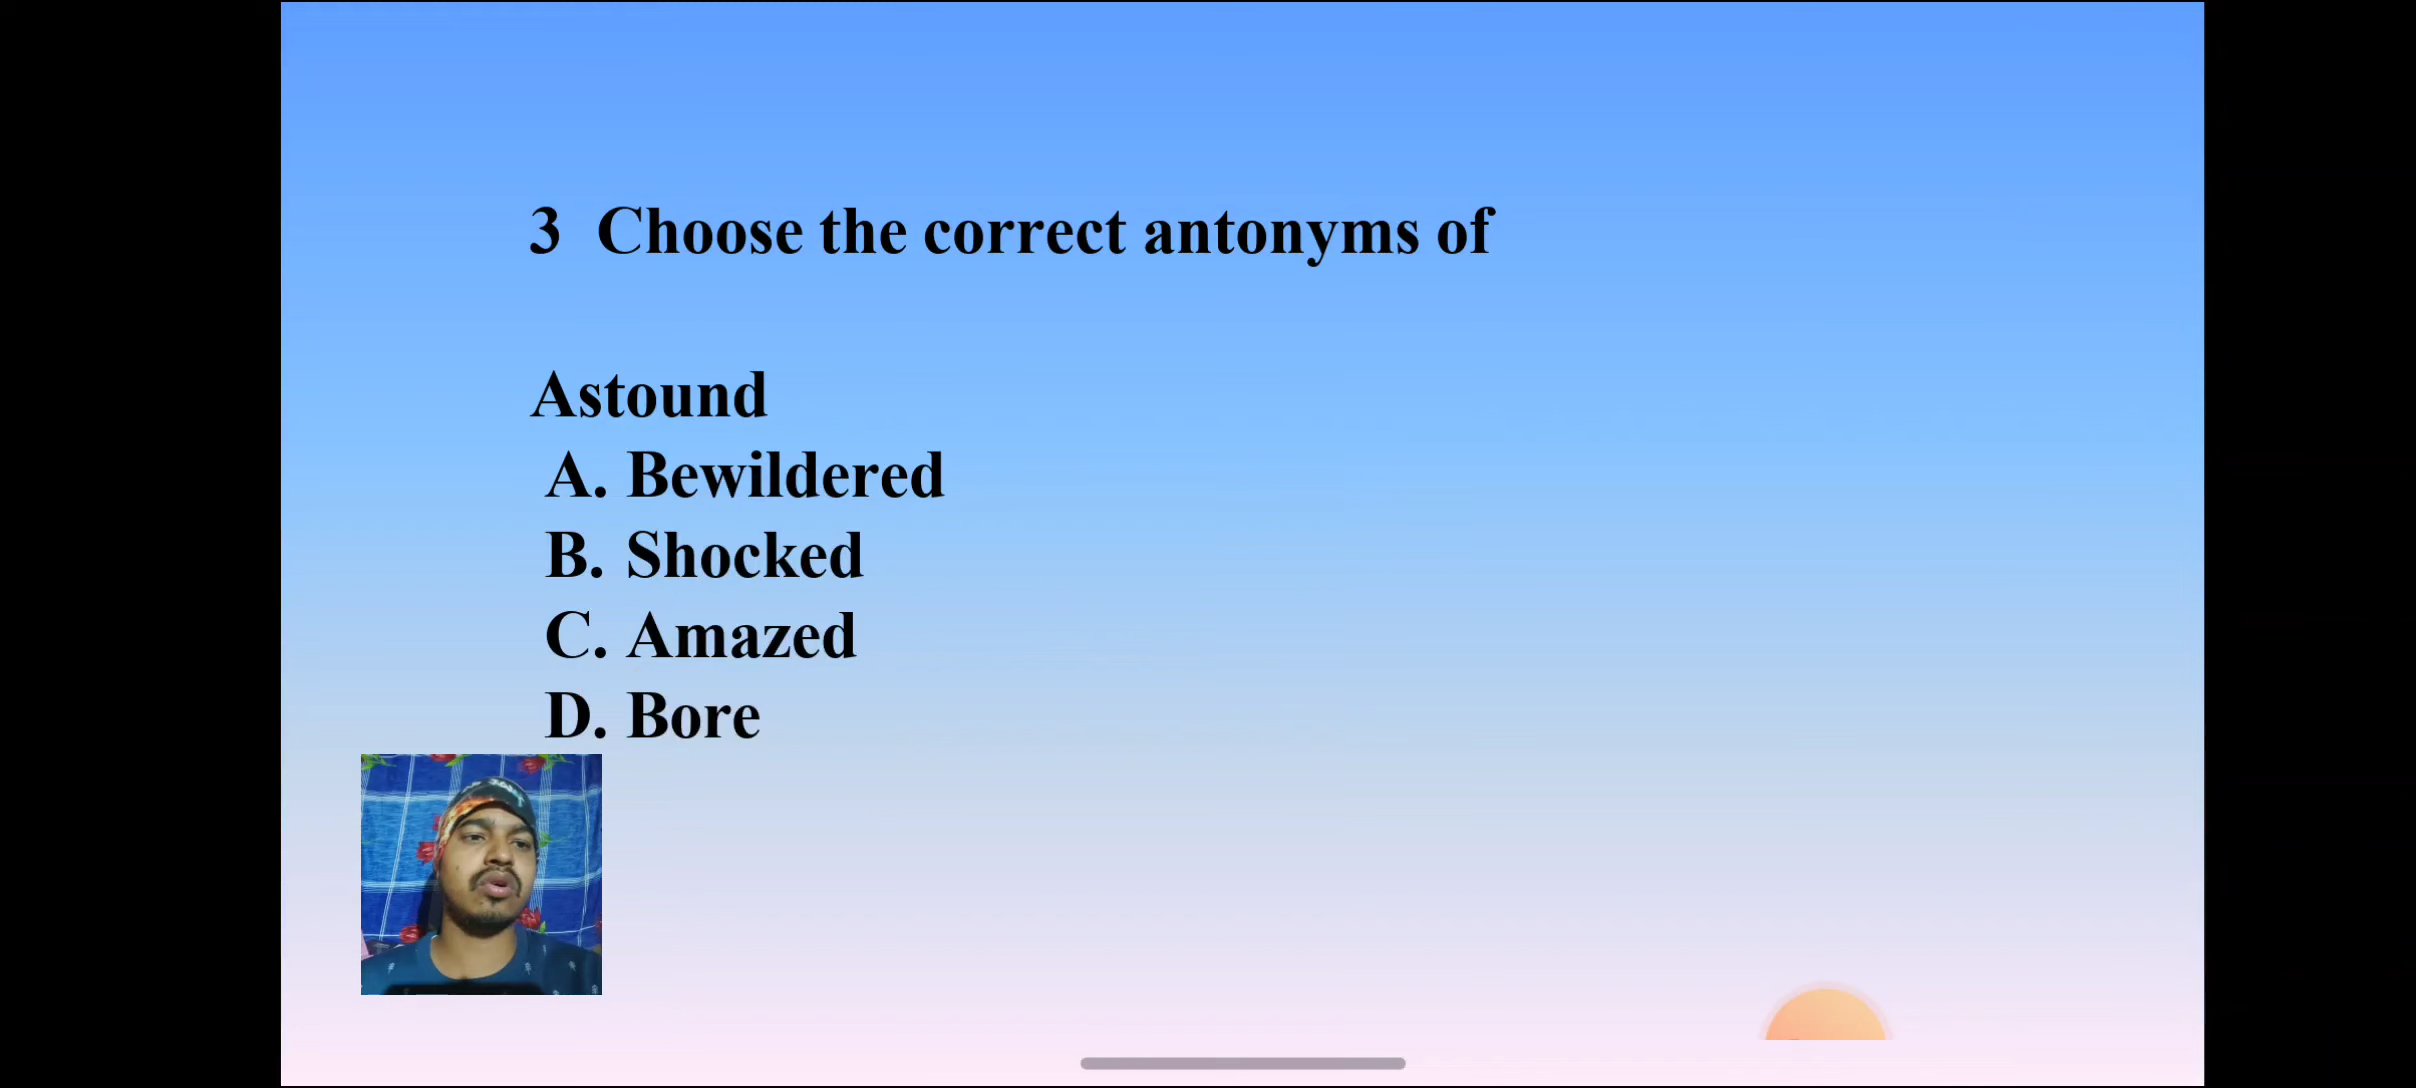 3 Choose the correct antonyms of
Astound
A. Bewildered
B. Shocked
C. Amazed
D. Bore